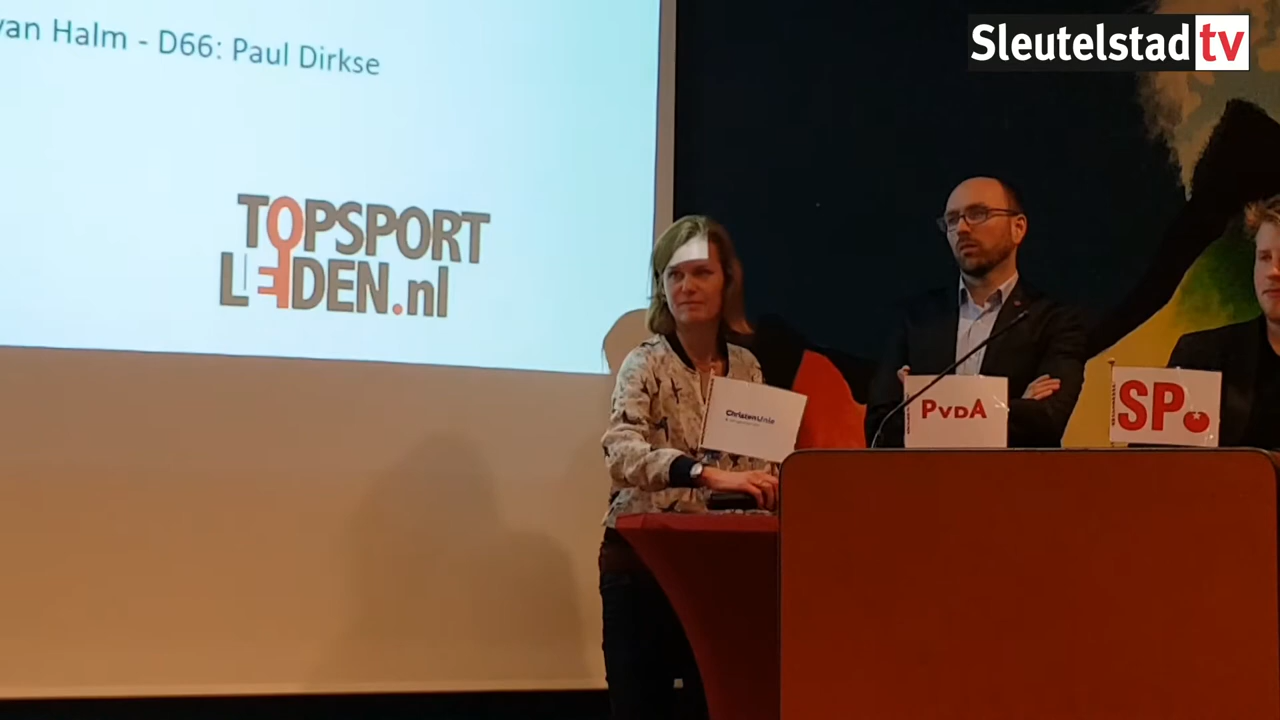 van Halm - D66: Paul Dirkse
Sleutelstad tv
TOPSPORT
LEIDEN.nl
ChristenUnie
PvdA
SP